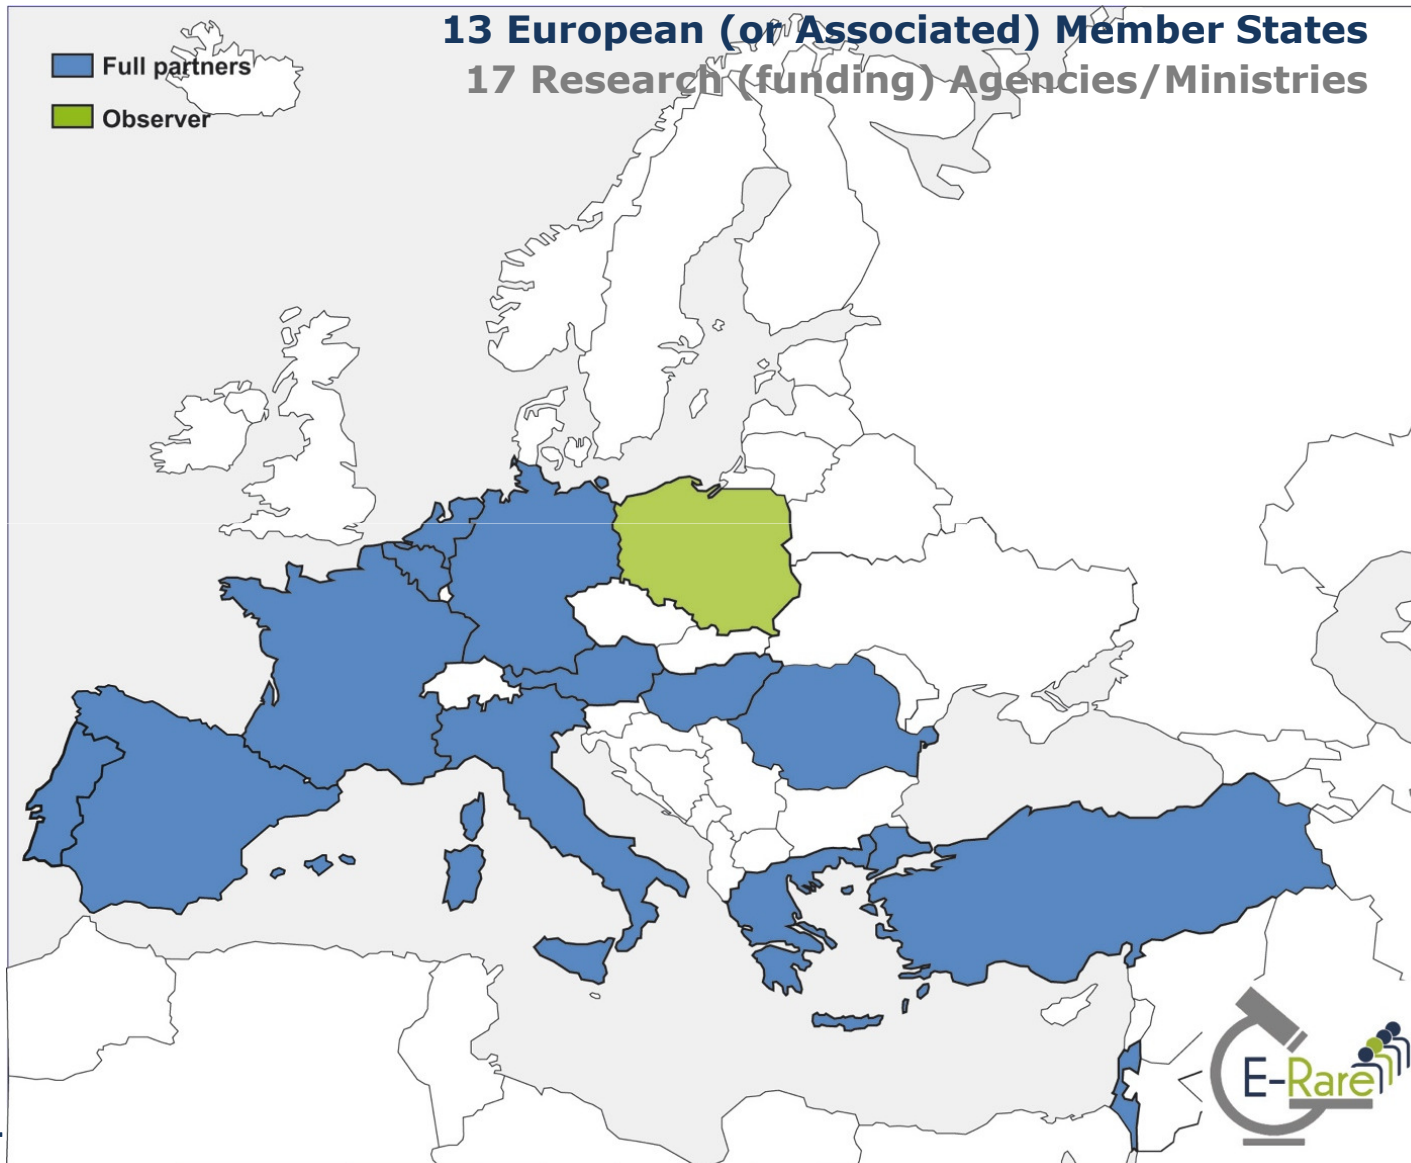 13 European (or Associated) Member States
17 Research (funding) Agencies/Ministries
Full partners
Observer
E-Rare